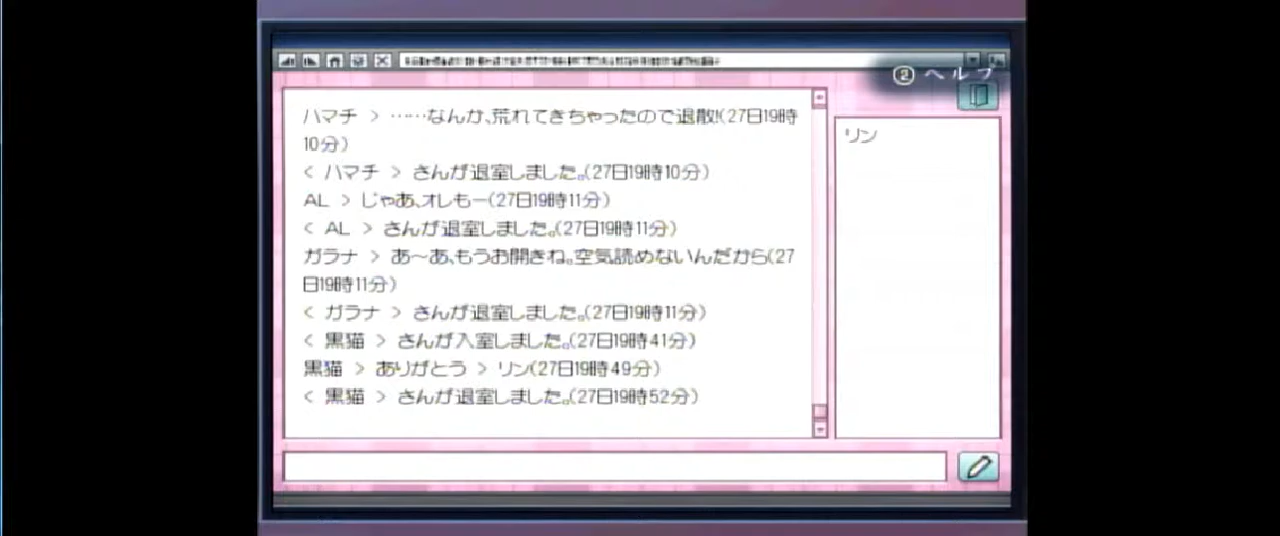 ② ヘルプ
ハマチ > ……なんか、荒れてきちゃったので退散!(27日19時
10分)
< ハマチ > さんが退室しました。(27日19時10分)
AL > じゃあ、オレもー(27日19時11分)
< AL > さんが退室しました。(27日19時11分)
ガラナ > あ～あ、もうお開きね。空気読めないんだから(27
日19時11分)
< ガラナ > さんが退室しました。(27日19時11分)
< 黒猫 > さんが入室しました。(27日19時41分)
黒猫 > ありがとう > リン(27日19時49分)
< 黒猫 > さんが退室しました。(27日19時52分)
リン